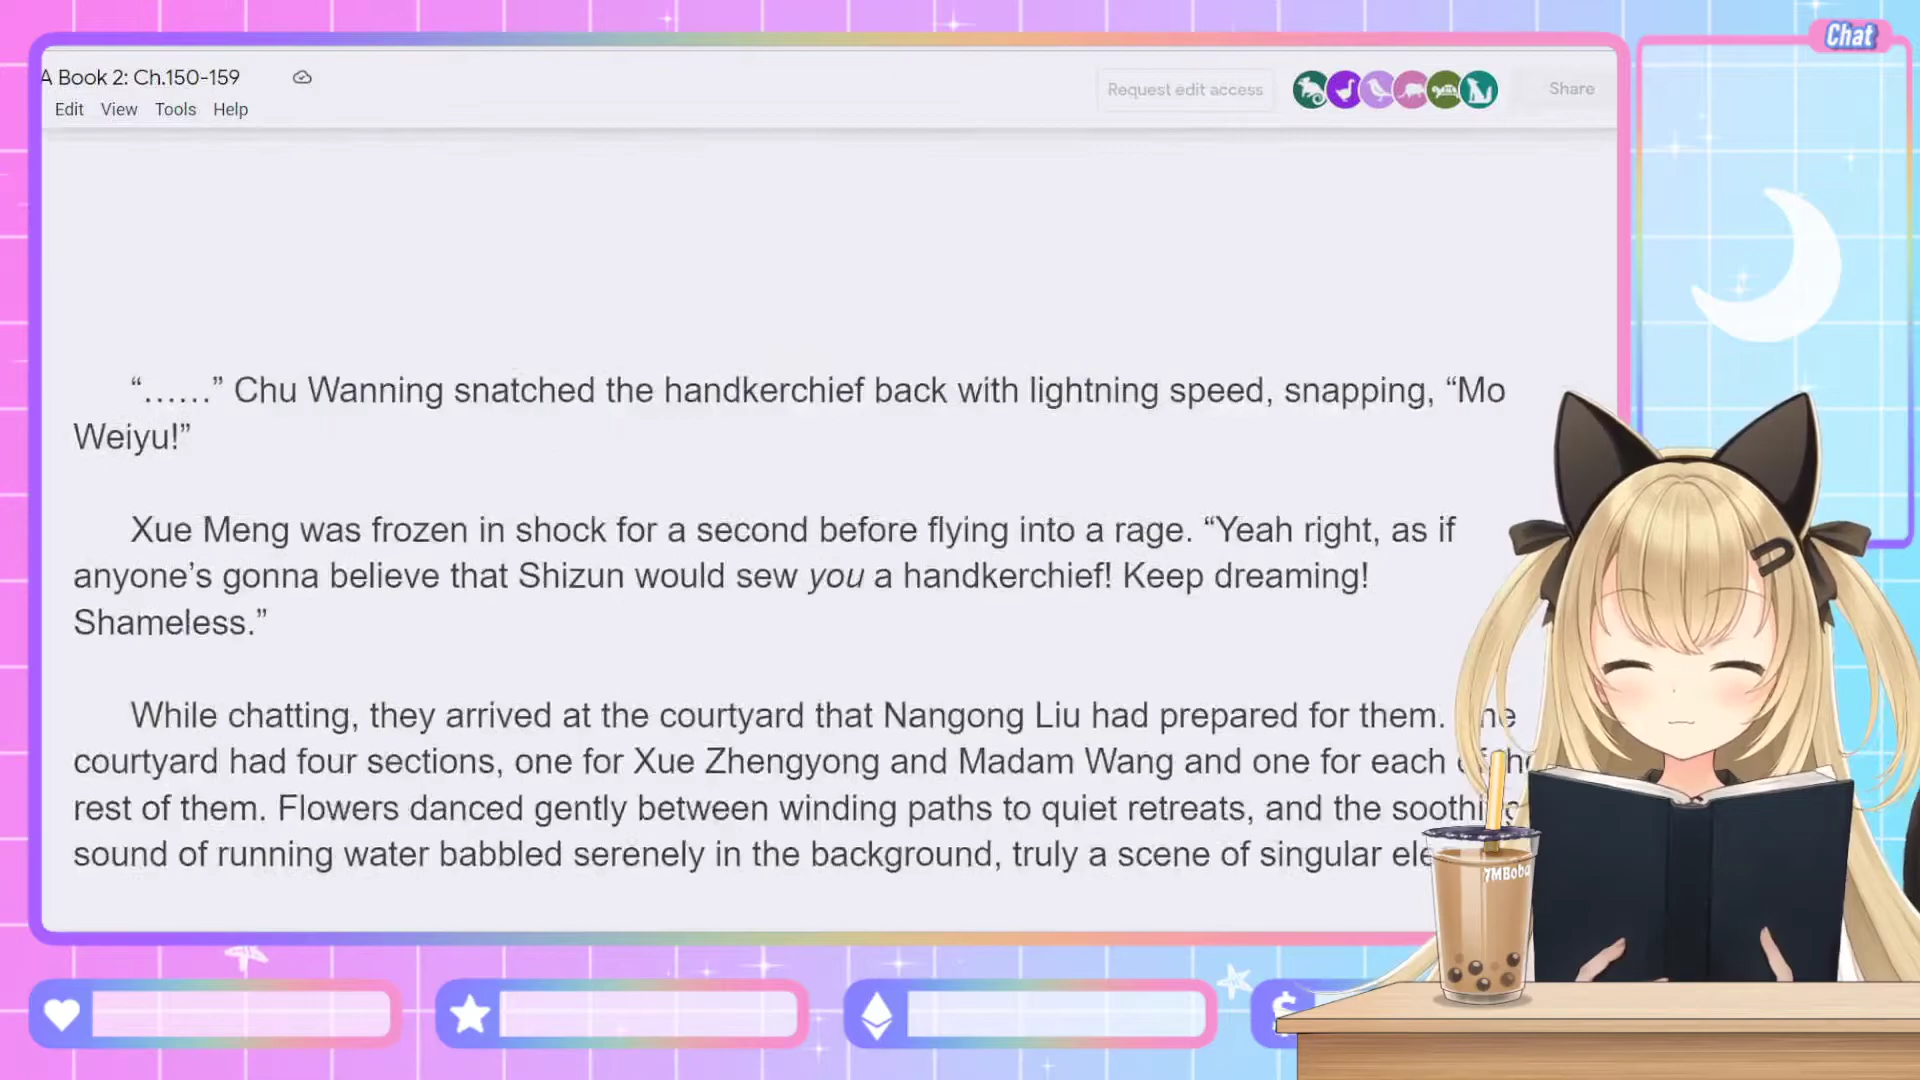 Chat
A Book 2: Ch.150-159
Request edit access
Share
Edit View Tools Help
“……” Chu Wanning snatched the handkerchief back with lightning speed, snapping, “Mo
Weiyu!”
Xue Meng was frozen in shock for a second before flying into a rage. “Yeah right, as if
anyone’s gonna believe that Shizun would sew you a handkerchief! Keep dreaming!
Shameless.”
While chatting, they arrived at the courtyard that Nangong Liu had prepared for them.
courtyard had four sections, one for Xue Zhengyong and Madam Wang and one for each
rest of them. Flowers danced gently between winding paths to quiet retreats, and the
sound of running water babbled serenely in the background, truly a scene of singular
7MBoba